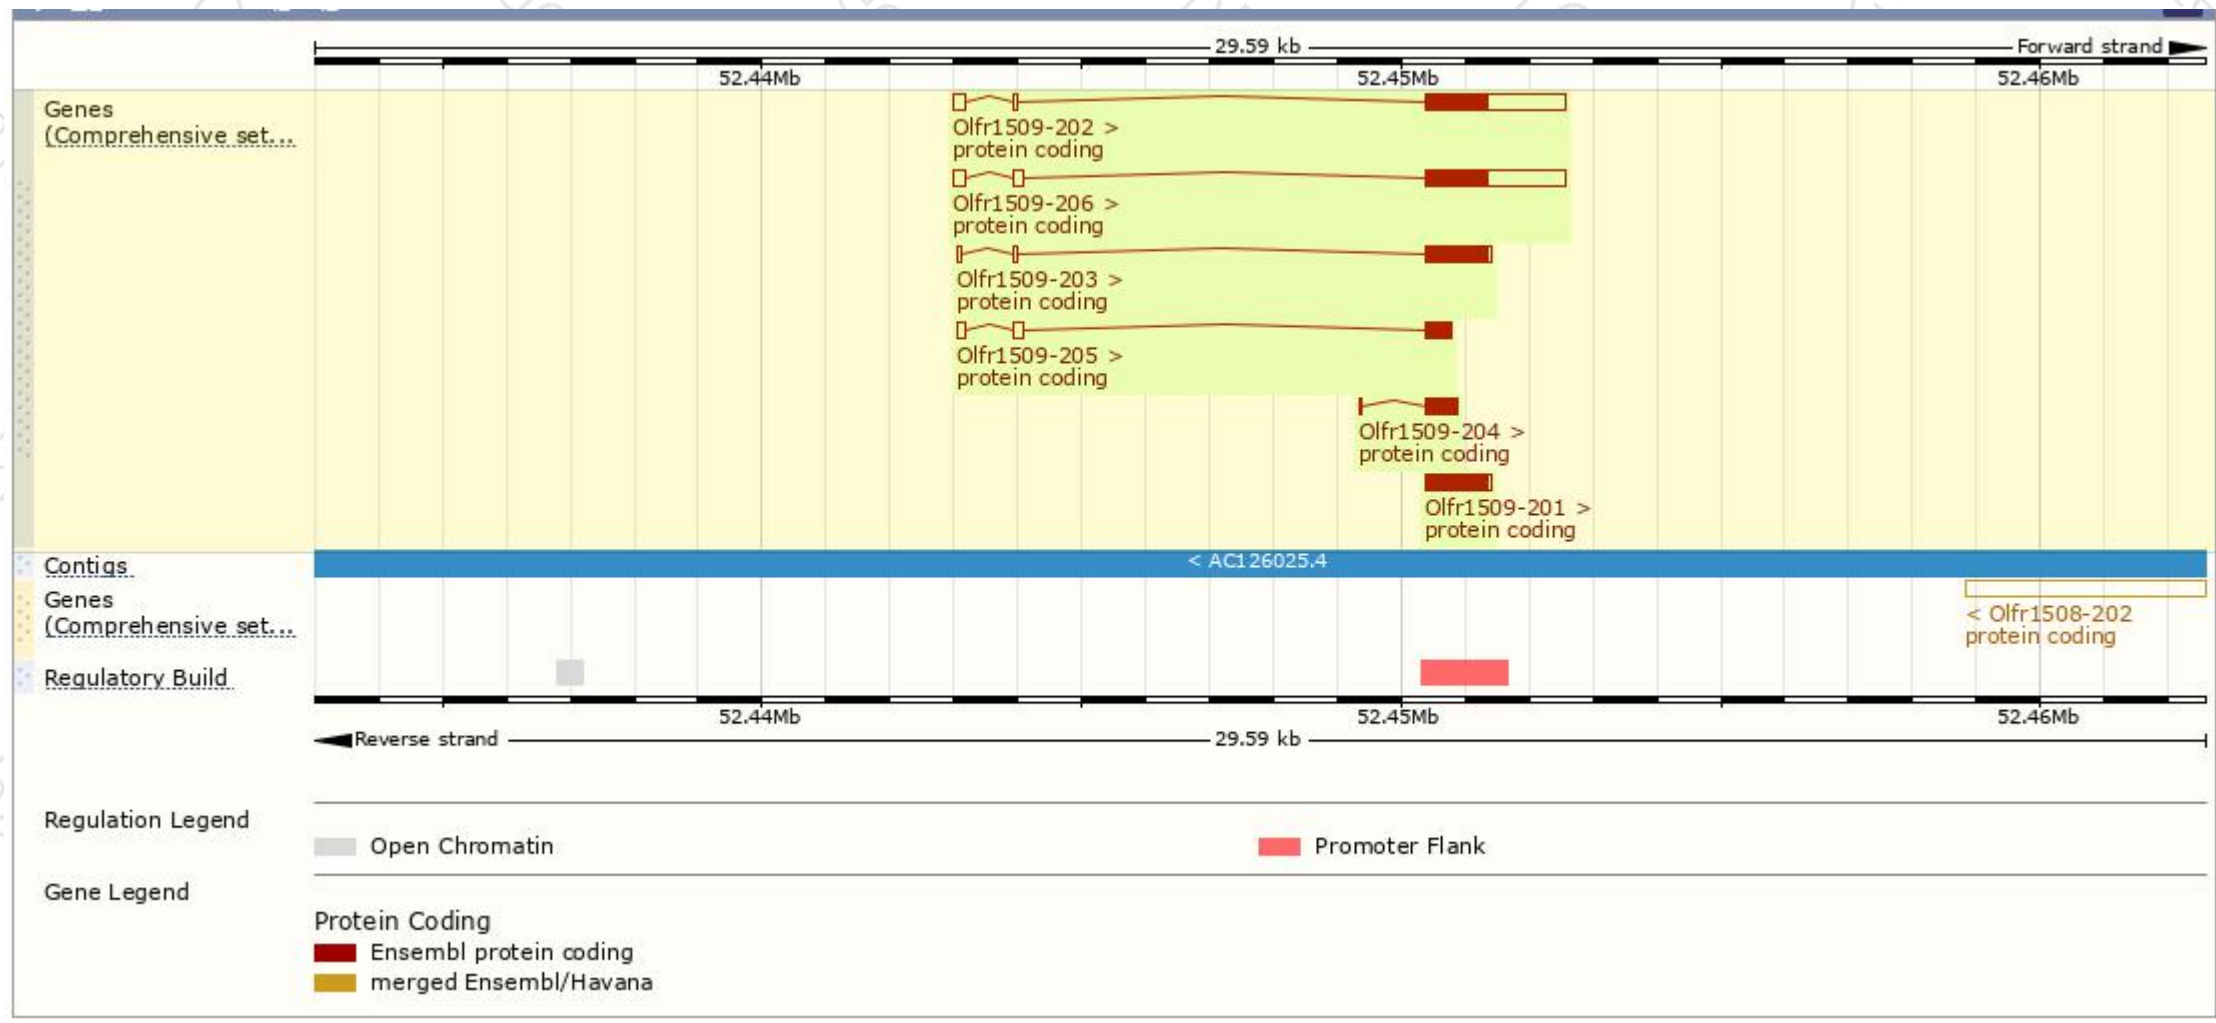 29.59 kb
Forward strand
52.44Mb 52.45Mb 52.46Mb
Genes
(Comprehensive set...
Olfr1509-202 >
protein coding
Olfr1509-206 >
protein coding
Olfr1509-203 >
protein coding
Olfr1509-205 >
protein coding
Olfr1509-204 >
protein coding
Olfr1509-201 >
protein coding
Contigs
< AC126025.4
Genes
(Comprehensive set...
< Olfr1508-202
protein coding
Regulatory Build
52.44Mb 52.45Mb 52.46Mb
Reverse strand
29.59 kb
Regulation Legend
Open Chromatin
Promoter Flank
Gene Legend
Protein Coding
Ensembl protein coding
merged Ensembl/Havana